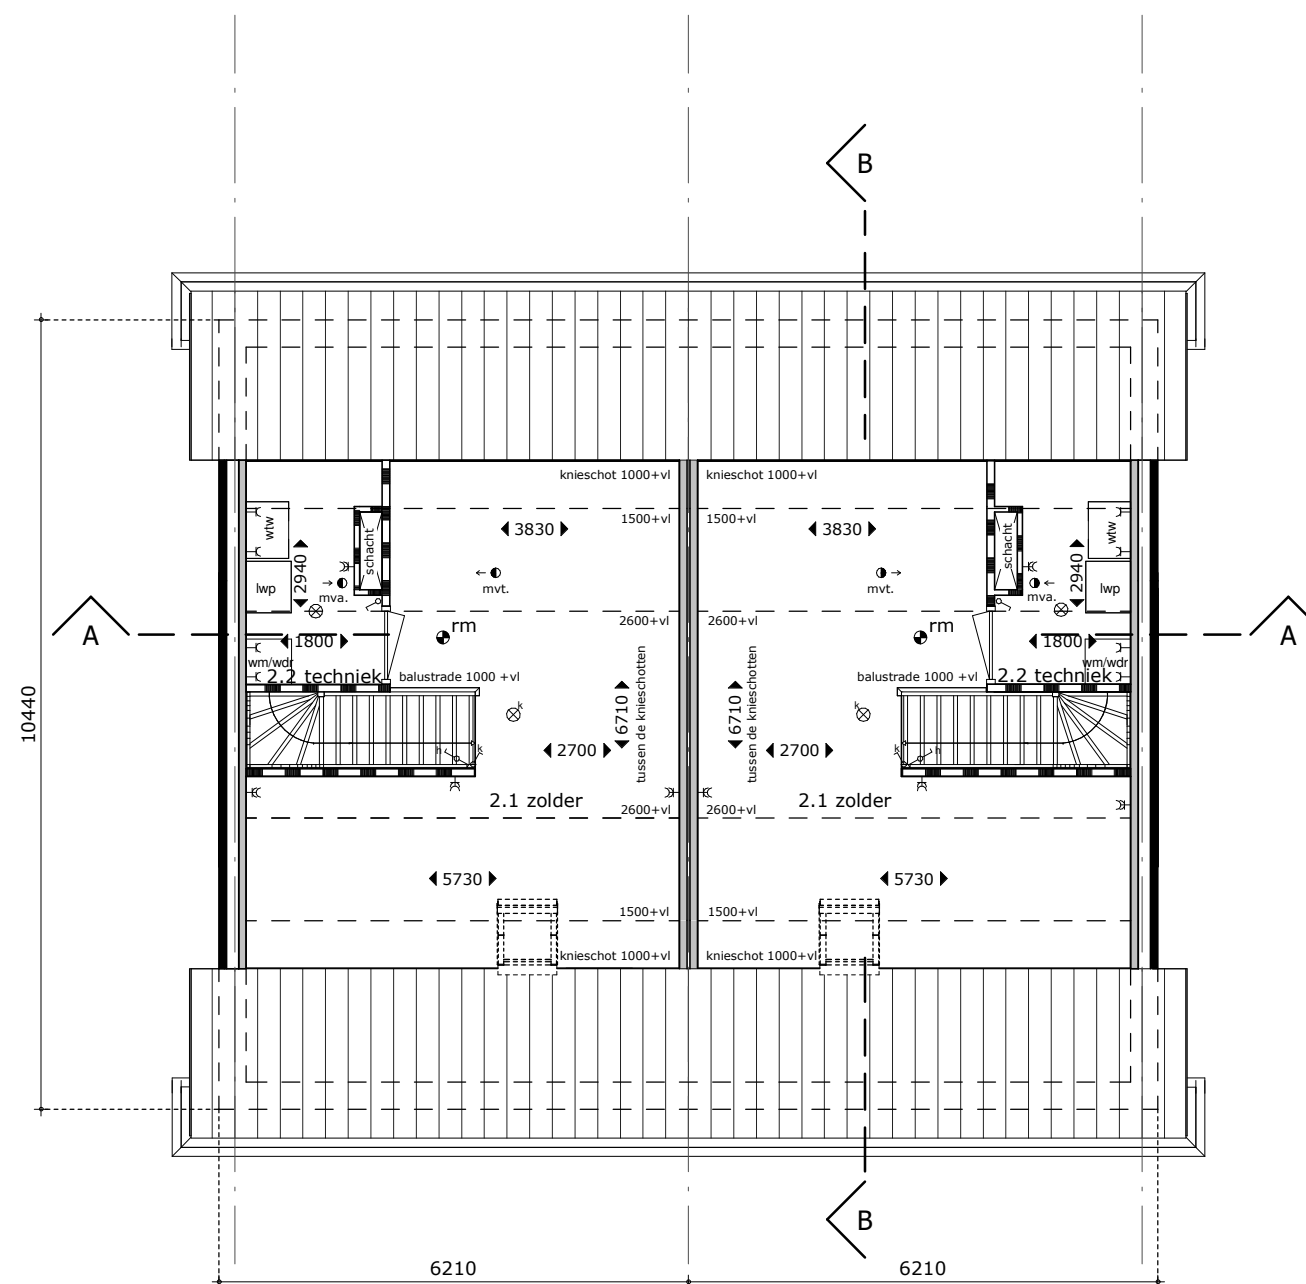 B
knieschot 1000+vl
knieschot 1000+vl
1500+vl
1500+vl
3830
3830
wtw
schacht
2940
lwp
mva.
mvt.
mvt.
schacht
wtw
2940
lwp
mva.
2600+vl
2600+vl
rm
rm
A
A
1800
1800
wm/wdr
wm/wdr
2.2 techniek
2.2 techniek
balustrade 1000 +vl
balustrade 1000 +vl
tussen de knieschotten
6710
6710
tussen de knieschotten
k
k
10440
h
k
k
h
2700
2700
2.1 zolder
2.1 zolder
2600+vl
2600+vl
5730
5730
1500+vl
1500+vl
knieschot 1000+vl
knieschot 1000+vl
B
6210
6210